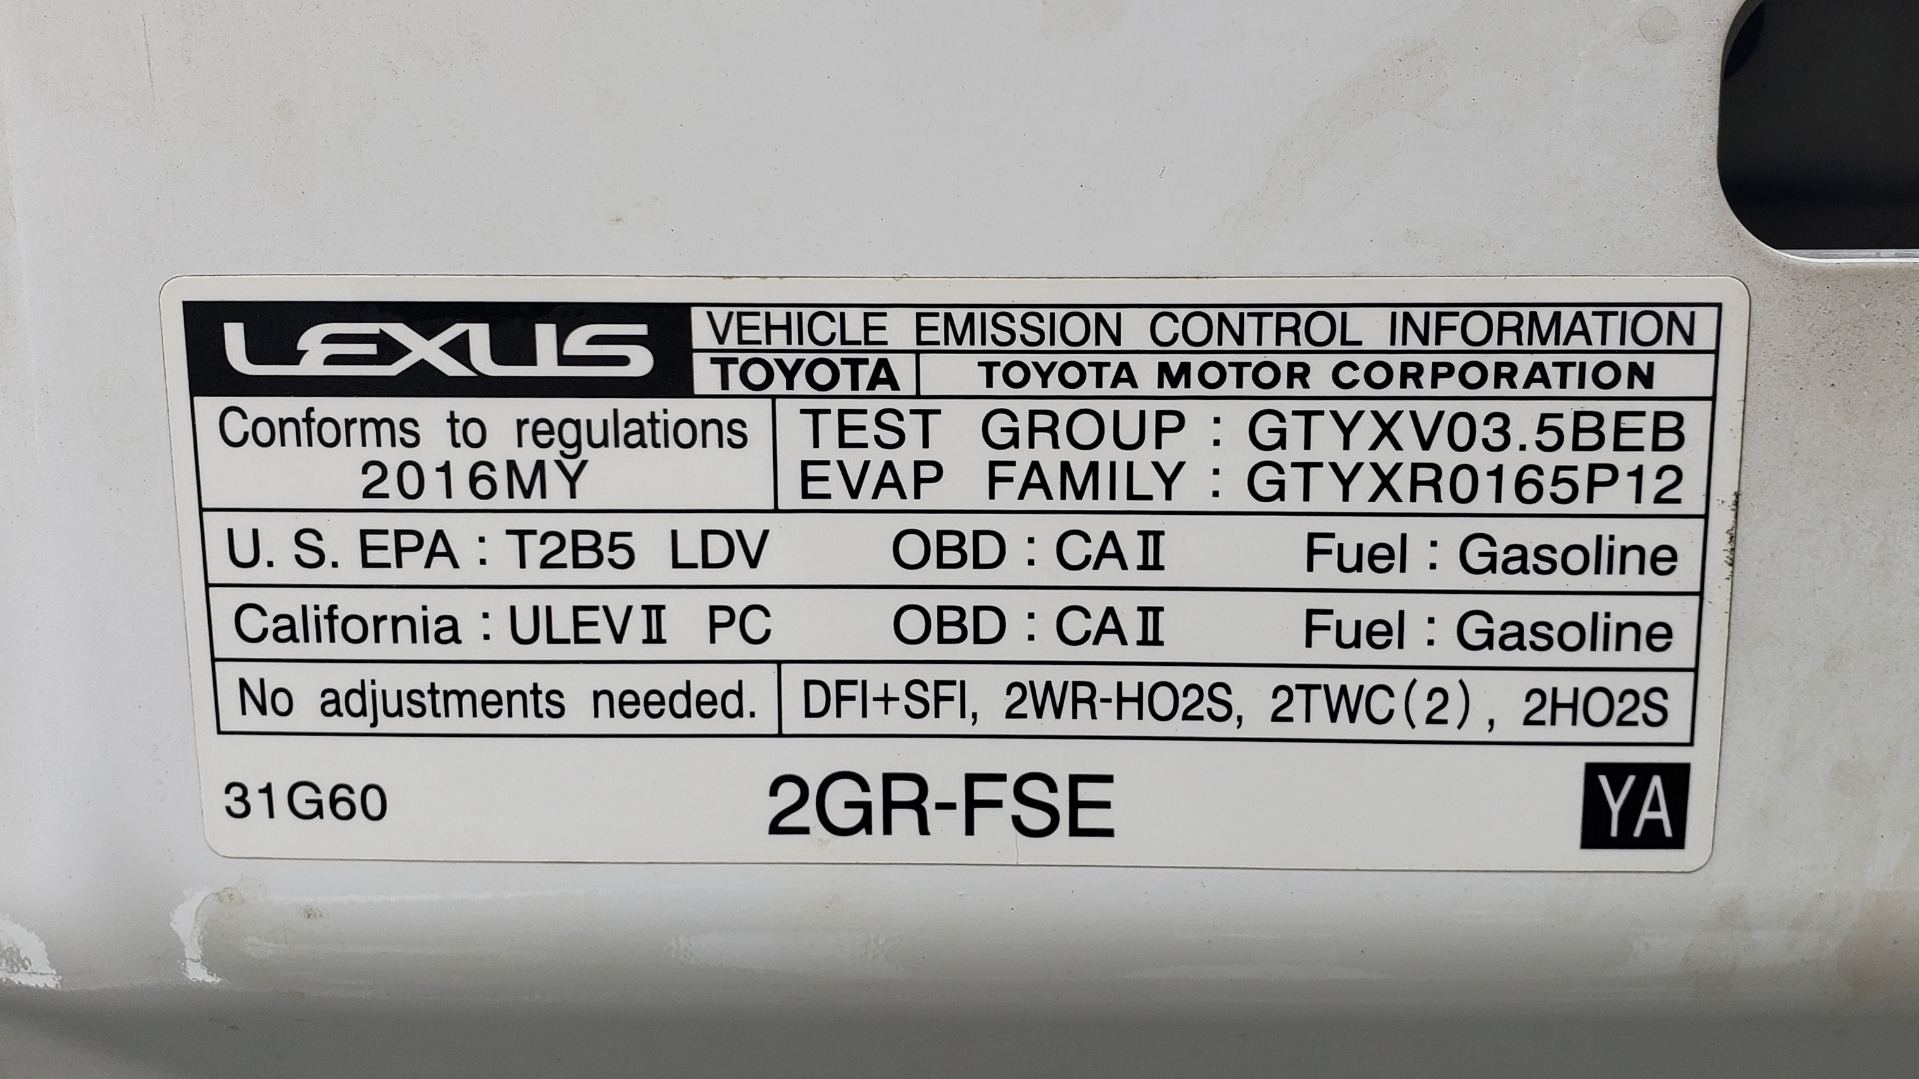 LEXUS VEHICLE EMISSION CONTROL INFORMATION
TOYOTA TOYOTA MOTOR CORPORATION
Conforms to regulations
2016MY
TEST GROUP : GTYXV03.5BEB
EVAP FAMILY : GTYXR0165P12
U. S. EPA : T2B5 LDV OBD : CAⅡ Fuel : Gasoline
California : ULEVⅡ PC OBD : CAⅡ Fuel : Gasoline
No adjustments needed. DFI+SFI, 2WR-HO2S, 2TWC(2), 2HO2S
31G60 2GR-FSE YA